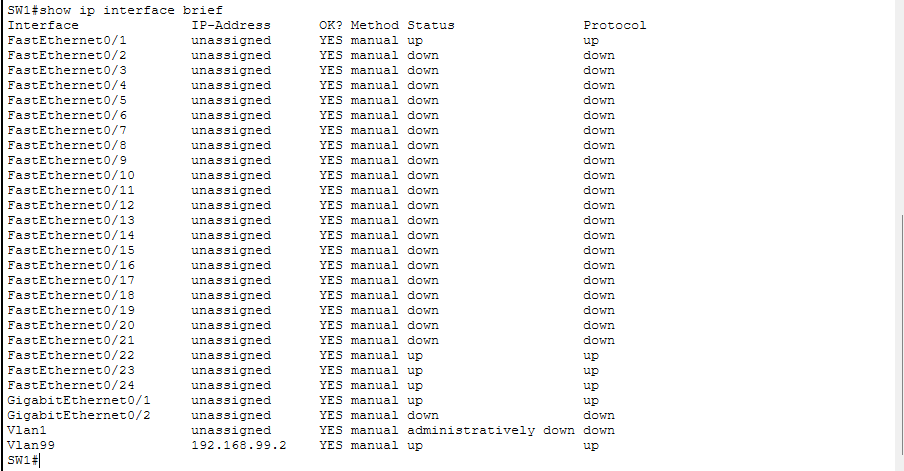 SW1#show ip interface brief
Interface              IP-Address      OK? Method Status                Protocol
FastEthernet0/1        unassigned      YES manual up                    up
FastEthernet0/2        unassigned      YES manual down                  down
FastEthernet0/3        unassigned      YES manual down                  down
FastEthernet0/4        unassigned      YES manual down                  down
FastEthernet0/5        unassigned      YES manual down                  down
FastEthernet0/6        unassigned      YES manual down                  down
FastEthernet0/7        unassigned      YES manual down                  down
FastEthernet0/8        unassigned      YES manual down                  down
FastEthernet0/9        unassigned      YES manual down                  down
FastEthernet0/10       unassigned      YES manual down                  down
FastEthernet0/11       unassigned      YES manual down                  down
FastEthernet0/12       unassigned      YES manual down                  down
FastEthernet0/13       unassigned      YES manual down                  down
FastEthernet0/14       unassigned      YES manual down                  down
FastEthernet0/15       unassigned      YES manual down                  down
FastEthernet0/16       unassigned      YES manual down                  down
FastEthernet0/17       unassigned      YES manual down                  down
FastEthernet0/18       unassigned      YES manual down                  down
FastEthernet0/19       unassigned      YES manual down                  down
FastEthernet0/20       unassigned      YES manual down                  down
FastEthernet0/21       unassigned      YES manual down                  down
FastEthernet0/22       unassigned      YES manual up                    up
FastEthernet0/23       unassigned      YES manual up                    up
FastEthernet0/24       unassigned      YES manual up                    up
GigabitEthernet0/1     unassigned      YES manual up                    up
GigabitEthernet0/2     unassigned      YES manual down                  down
Vlan1                  unassigned      YES manual administratively down down
Vlan99                 192.168.99.2    YES manual up                    up
SW1#